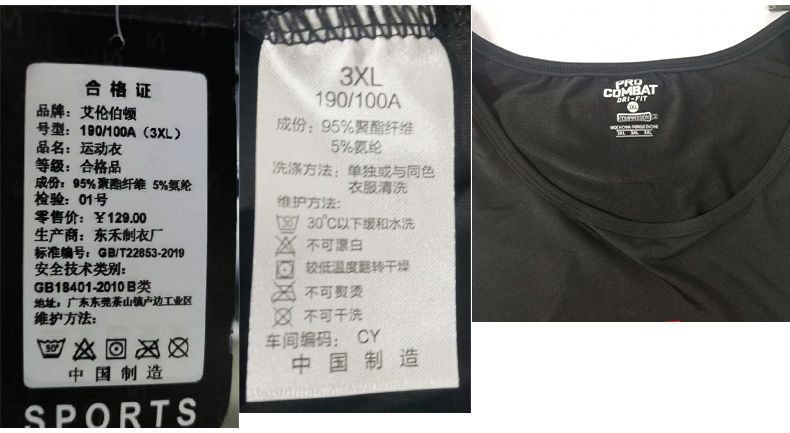 合格证
品牌：艾伦伯顿
号型：190/100A（3XL）
品名：运动衣
等级：合格品
成份：95%聚酯纤维 5%氨纶
检验：01号
零售价：￥129.00
生产商：东禾制衣厂
标准编号：GB/T22853-2019
安全技术类别：
GB18401-2010 B类
地址：广东东莞茶山镇卢边工业区
维护方法：
30°
中国制造
SPORTS
3XL
190/100A
成份：95%聚酯纤维
5%氨纶
洗涤方法：单独或与同色
衣服清洗
维护方法：
30℃以下缓和水洗
不可漂白
较低温度翻转干燥
不可熨烫
不可干洗
车间编码：CY
中国制造
PRO
COMBAT
DRI-FIT
3XL
3XL 3XL 3XL